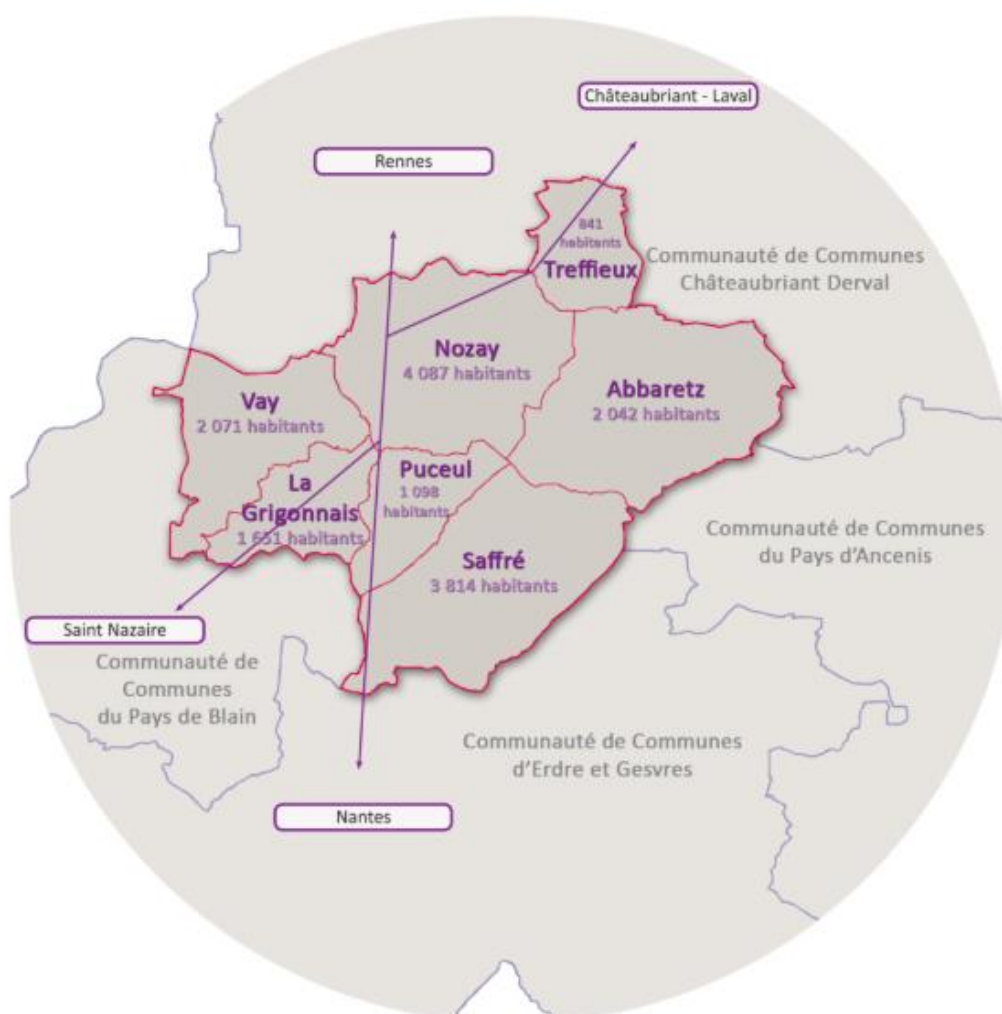 Châteaubriant - Laval
Rennes
841
habitants
Treffieux
Communauté de Communes
Châteaubriant Derval
Nozay
4 087 habitants
Abbaretz
2 042 habitants
Vay
2 071 habitants
Puceul
1 098
habitants
La
Grigonnais
1 651 habitants
Communauté de Communes
du Pays d'Ancenis
Saffré
3 814 habitants
Saint Nazaire
Communauté de
Communes
du Pays de Blain
Communauté de Communes
d'Erdre et Gesvres
Nantes